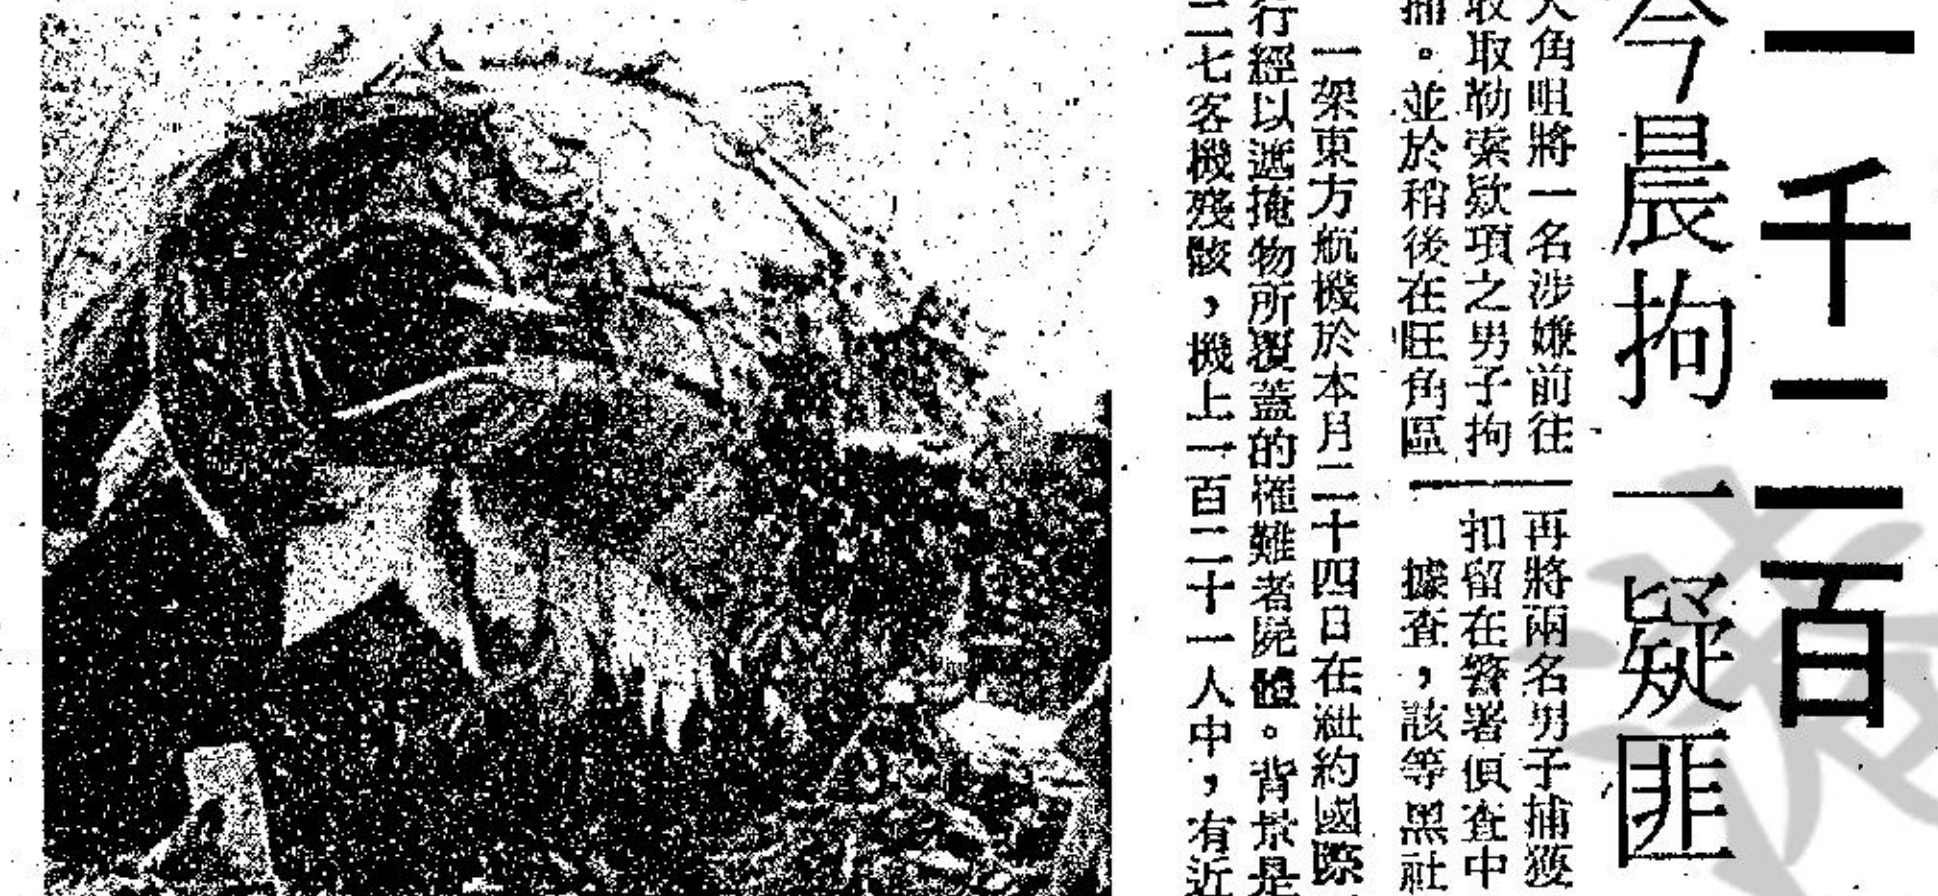 一千二百
今晨拘一疑匪
大角咀將一名涉嫌前往
收取勒索欵項之男子拘
捕。並於稍後在旺角區
再將兩名男子捕獲
扣留在警署偵查中
據查，該等黑社
一架東方航機於本月二十四日在紐約國際
行經以遮掩物所覆蓋的罹難者屍體。背景是
二七客機殘骸，機上一百二十一人中，有近